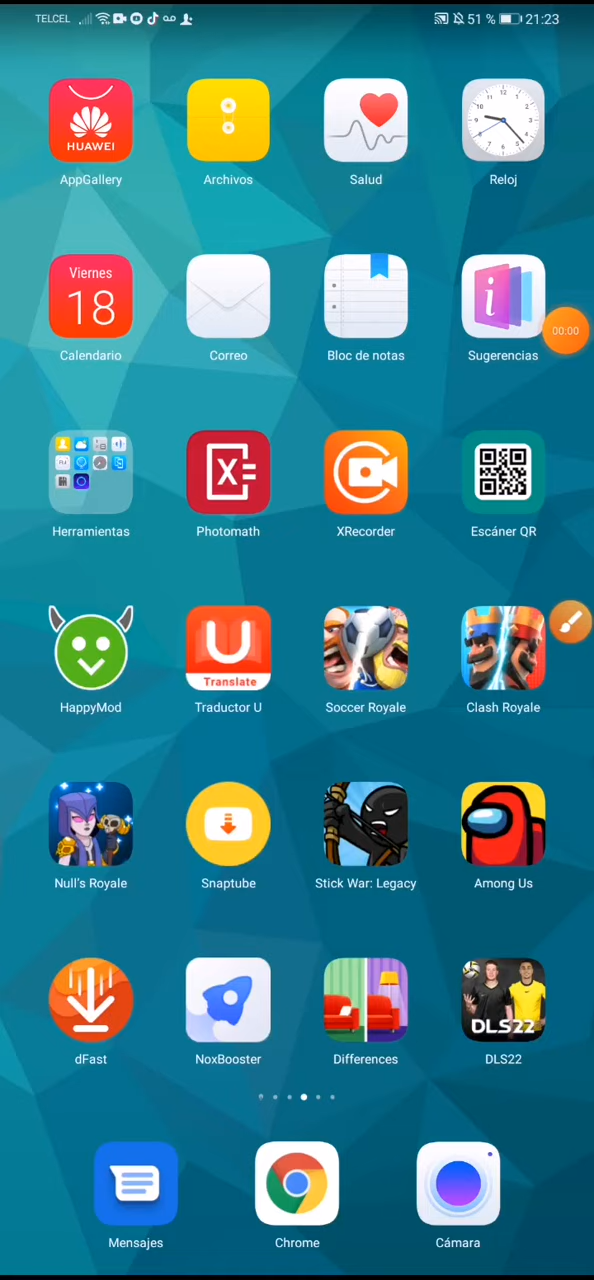 TELCEL 51 % 21:23
HUAWEI
AppGallery Archivos Salud Reloj
Viernes
18
00:00
Calendario Correo Bloc de notas Sugerencias
Herramientas Photomath XRecorder Escáner QR
Translate
HappyMod Traductor U Soccer Royale Clash Royale
Null's Royale Snaptube Stick War: Legacy Among Us
DLS22
dFast NoxBooster Differences DLS22
Mensajes Chrome Cámara